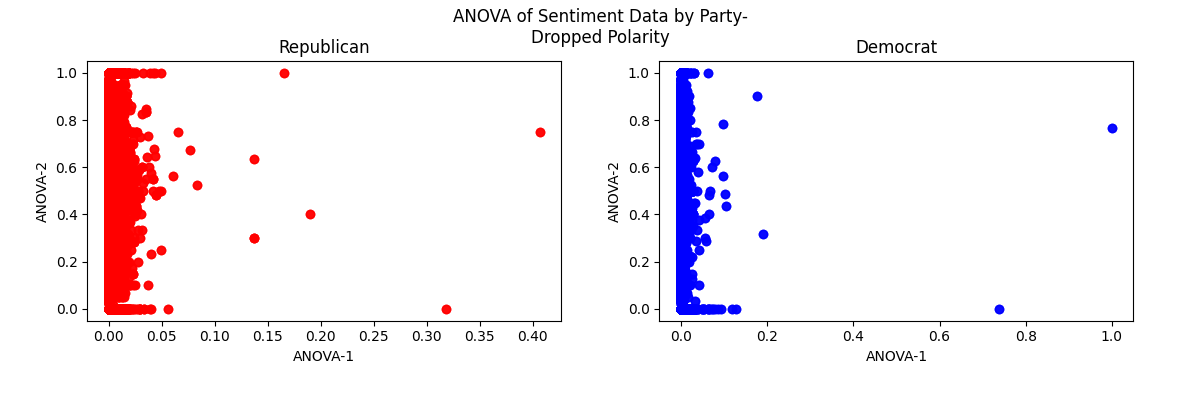 ANOVA of Sentiment Data by Party-
Dropped Polarity
Republican
1.0
0.8
0.6
0.4
0.2
0.0
ANOVA-2
0.00 0.05 0.10 0.15 0.20 0.25 0.30 0.35 0.40
ANOVA-1
Democrat
1.0
0.8
0.6
0.4
0.2
0.0
ANOVA-2
0.0 0.2 0.4 0.6 0.8 1.0
ANOVA-1